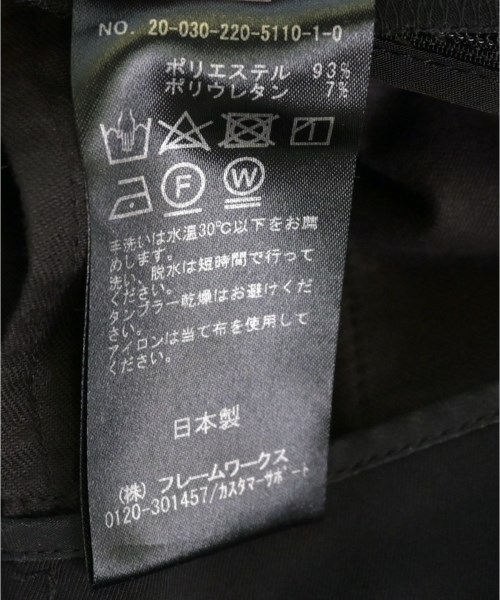 NO. 20-030-220-5110-1-0
ポリエステル 93%
ポリウレタン 7%
F W
手洗いは水温30℃以下をお薦
めします。
洗い、脱水は短時間で行って
ください。
タンブラー乾燥はお避けくだ
さい。
アイロンは当て布を使用して
ください。
日本製
(株) フレームワークス
0120-301457/カスタマーサポート